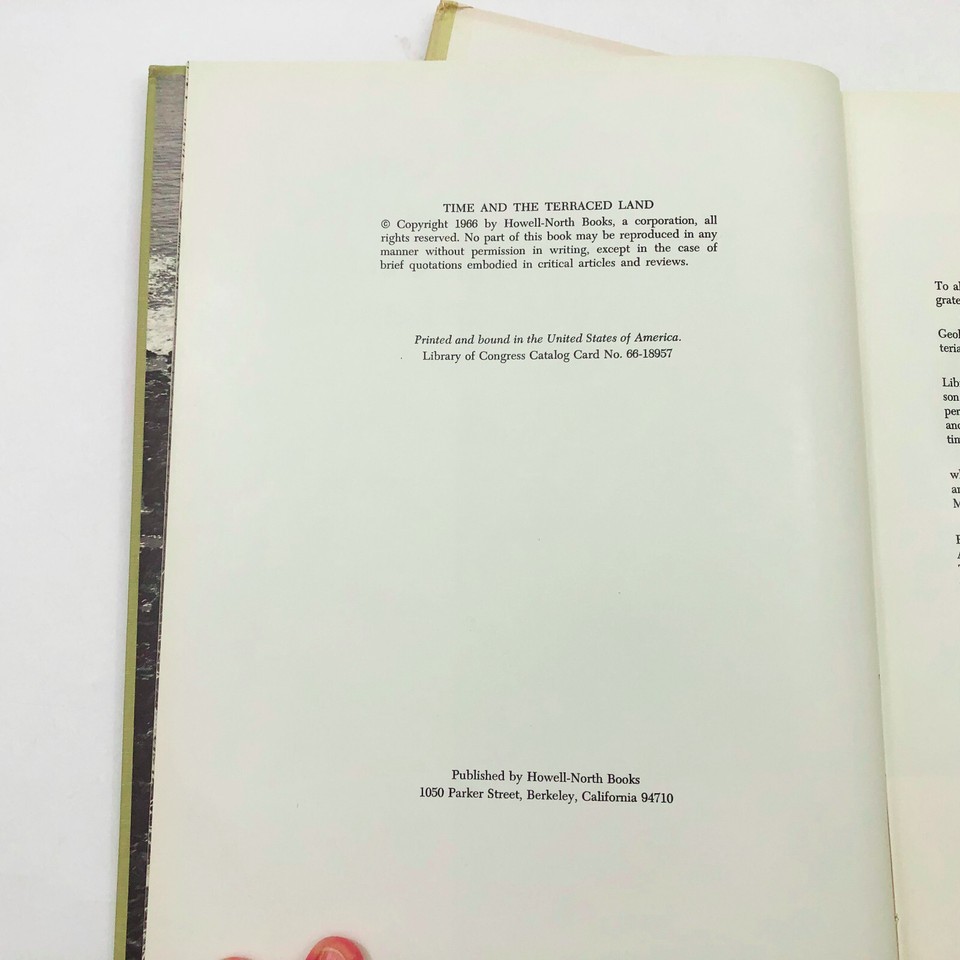 TIME AND THE TERRACED LAND
© Copyright 1966 by Howell-North Books, a corporation, all
rights reserved. No part of this book may be reproduced in any
manner without permission in writing, except in the case of
brief quotations embodied in critical articles and reviews.
Printed and bound in the United States of America.
Library of Congress Catalog Card No. 66-18957
Published by Howell-North Books
1050 Parker Street, Berkeley, California 94710
To